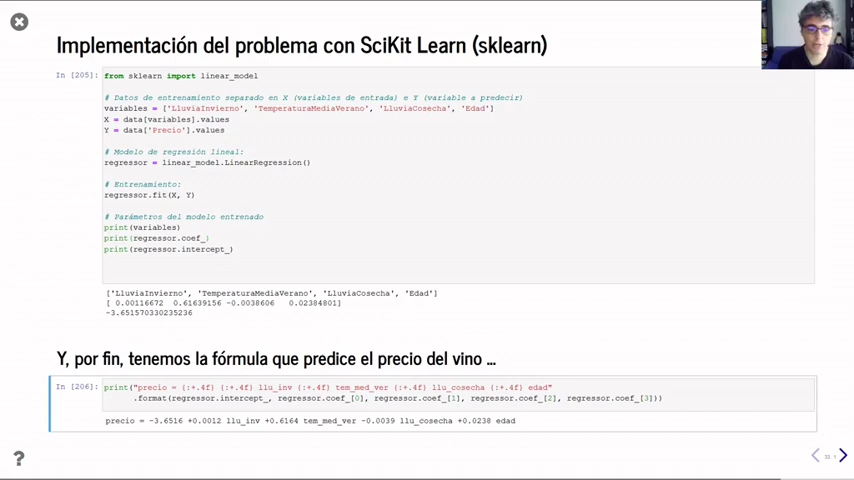 Implementación del problema con SciKit Learn (sklearn)
In [205]: from sklearn import linear_model
# Datos de entrenamiento separado en X (variables de entrada) e Y (variable a predecir)
variables = ['LluviaInvierno', 'TemperaturaMediaVerano', 'LluviaCosecha', 'Edad']
X = data[variables].values
Y = data['Precio'].values
# Modelo de regresión lineal:
regressor = linear_model.LinearRegression()
# Entrenamiento:
regressor.fit(X, Y)
# Parámetros del modelo entrenado
print(variables)
print(regressor.coef_)
print(regressor.intercept_)
['LluviaInvierno', 'TemperaturaMediaVerano', 'LluviaCosecha', 'Edad']
[ 0.00116672 0.61639156 -0.0038606 0.02384801]
-3.651570330235236
Y, por fin, tenemos la fórmula que predice el precio del vino ...
In [206]: print("precio = {:+.4f} {:+.4f} llu_inv {:+.4f} tem_med_ver {:+.4f} llu_cosecha {:+.4f} edad"
.format(regressor.intercept_, regressor.coef_[0], regressor.coef_[1], regressor.coef_[2], regressor.coef_[3]))
precio = -3.6516 +0.0012 llu_inv +0.6164 tem_med_ver -0.0039 llu_cosecha +0.0238 edad
?